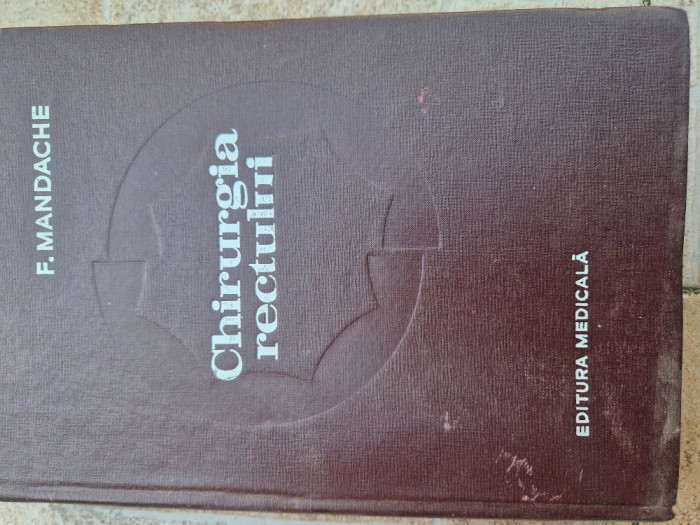 F. MANDACHE
Chirurgia
rectului
EDITURA MEDICALĂ